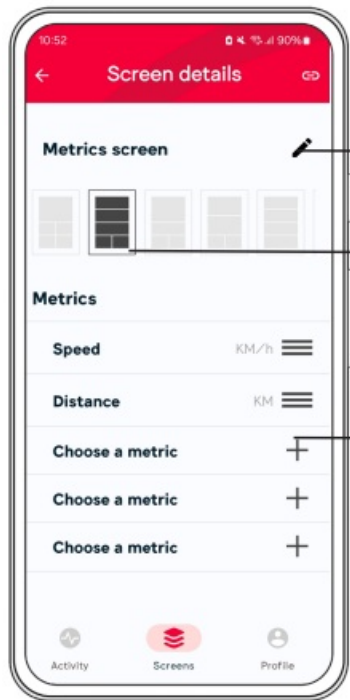 10:52 90%
Screen details
Metrics screen
Metrics
Speed KM/h
Distance KM
Choose a metric
Choose a metric
Choose a metric
Activity Screens Profile